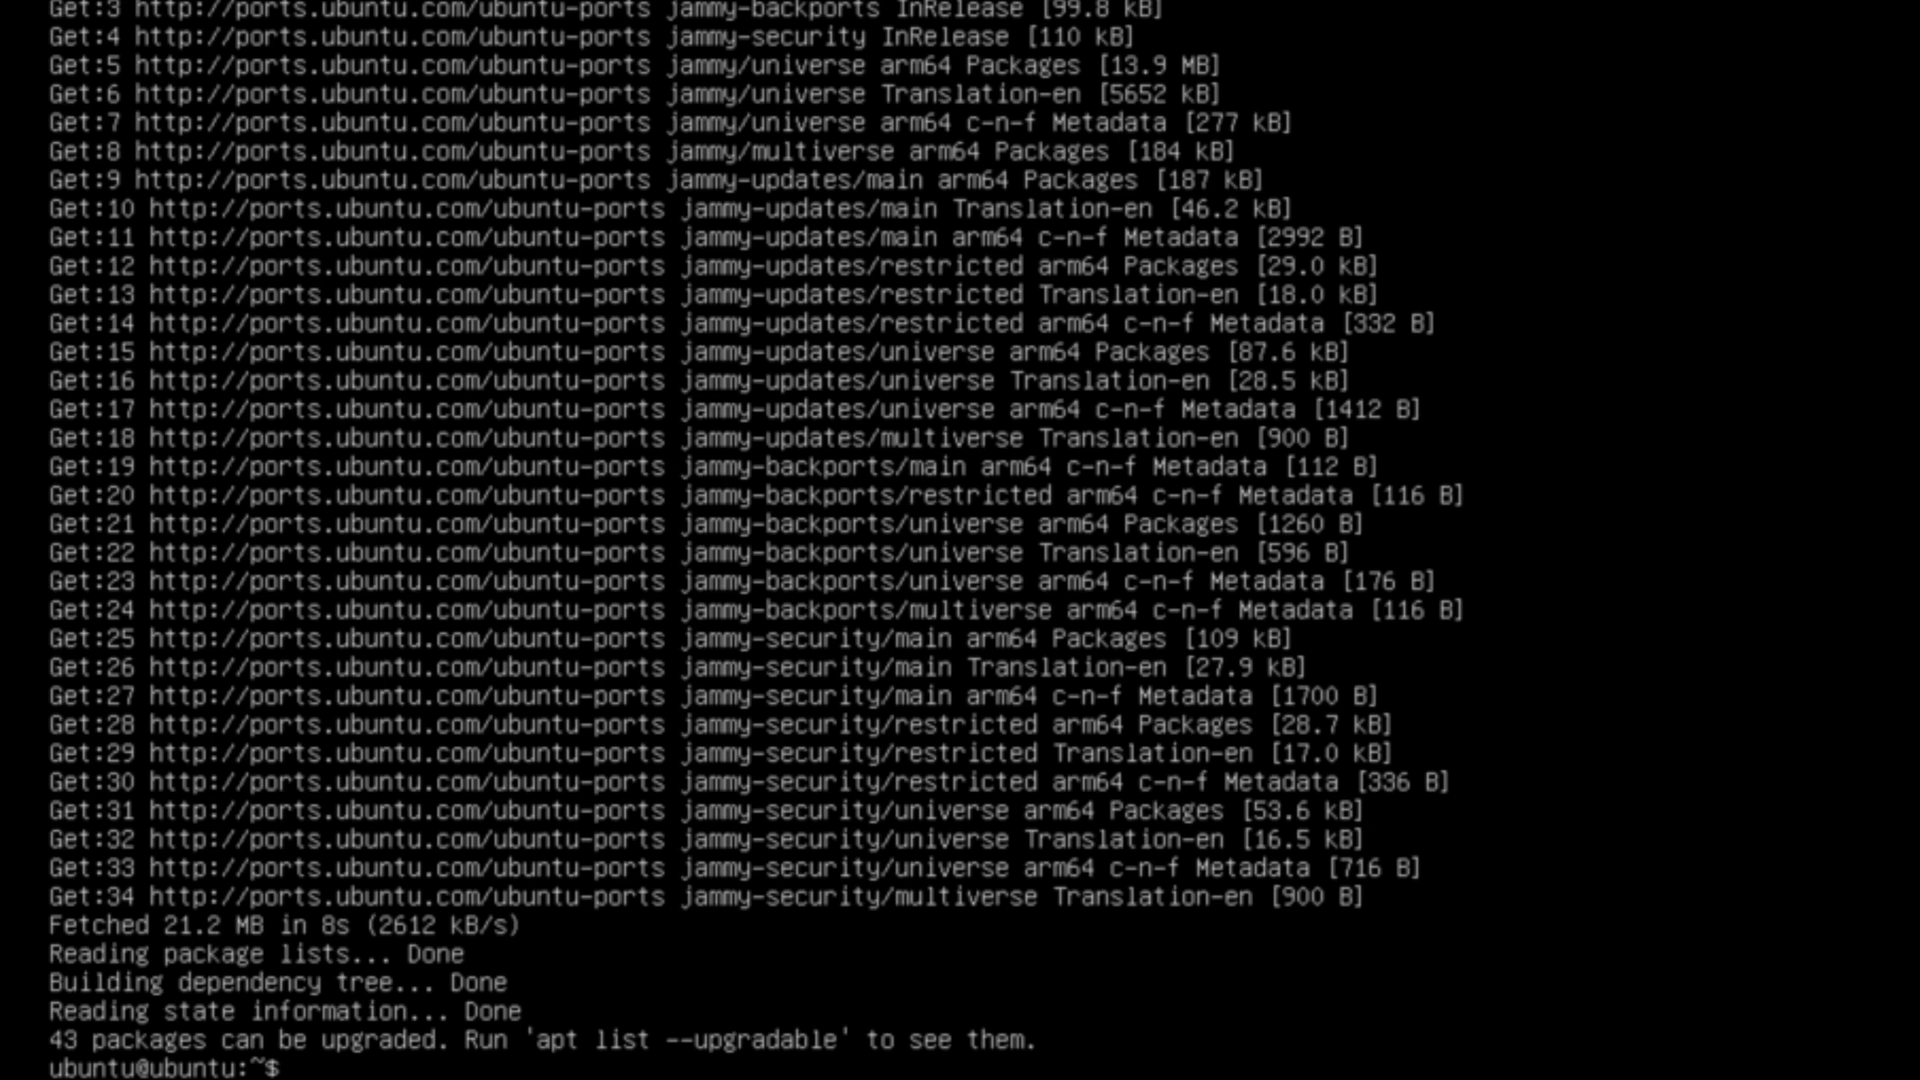 Get:3 http://ports.ubuntu.com/ubuntu-ports jammy-backports InRelease [99.8 kB]
Get:4 http://ports.ubuntu.com/ubuntu-ports jammy-security InRelease [110 kB]
Get:5 http://ports.ubuntu.com/ubuntu-ports jammy/universe arm64 Packages [13.9 MB]
Get:6 http://ports.ubuntu.com/ubuntu-ports jammy/universe Translation-en [5652 kB]
Get:7 http://ports.ubuntu.com/ubuntu-ports jammy/universe arm64 c-n-f Metadata [277 kB]
Get:8 http://ports.ubuntu.com/ubuntu-ports jammy/multiverse arm64 Packages [184 kB]
Get:9 http://ports.ubuntu.com/ubuntu-ports jammy-updates/main arm64 Packages [187 kB]
Get:10 http://ports.ubuntu.com/ubuntu-ports jammy-updates/main Translation-en [46.2 kB]
Get:11 http://ports.ubuntu.com/ubuntu-ports jammy-updates/main arm64 c-n-f Metadata [2992 B]
Get:12 http://ports.ubuntu.com/ubuntu-ports jammy-updates/restricted arm64 Packages [29.0 kB]
Get:13 http://ports.ubuntu.com/ubuntu-ports jammy-updates/restricted Translation-en [18.0 kB]
Get:14 http://ports.ubuntu.com/ubuntu-ports jammy-updates/restricted arm64 c-n-f Metadata [332 B]
Get:15 http://ports.ubuntu.com/ubuntu-ports jammy-updates/universe arm64 Packages [87.6 kB]
Get:16 http://ports.ubuntu.com/ubuntu-ports jammy-updates/universe Translation-en [28.5 kB]
Get:17 http://ports.ubuntu.com/ubuntu-ports jammy-updates/universe arm64 c-n-f Metadata [1412 B]
Get:18 http://ports.ubuntu.com/ubuntu-ports jammy-updates/multiverse Translation-en [900 B]
Get:19 http://ports.ubuntu.com/ubuntu-ports jammy-backports/main arm64 c-n-f Metadata [112 B]
Get:20 http://ports.ubuntu.com/ubuntu-ports jammy-backports/restricted arm64 c-n-f Metadata [116 B]
Get:21 http://ports.ubuntu.com/ubuntu-ports jammy-backports/universe arm64 Packages [1260 B]
Get:22 http://ports.ubuntu.com/ubuntu-ports jammy-backports/universe Translation-en [596 B]
Get:23 http://ports.ubuntu.com/ubuntu-ports jammy-backports/universe arm64 c-n-f Metadata [176 B]
Get:24 http://ports.ubuntu.com/ubuntu-ports jammy-backports/multiverse arm64 c-n-f Metadata [116 B]
Get:25 http://ports.ubuntu.com/ubuntu-ports jammy-security/main arm64 Packages [109 kB]
Get:26 http://ports.ubuntu.com/ubuntu-ports jammy-security/main Translation-en [27.9 kB]
Get:27 http://ports.ubuntu.com/ubuntu-ports jammy-security/main arm64 c-n-f Metadata [1700 B]
Get:28 http://ports.ubuntu.com/ubuntu-ports jammy-security/restricted arm64 Packages [28.7 kB]
Get:29 http://ports.ubuntu.com/ubuntu-ports jammy-security/restricted Translation-en [17.0 kB]
Get:30 http://ports.ubuntu.com/ubuntu-ports jammy-security/restricted arm64 c-n-f Metadata [336 B]
Get:31 http://ports.ubuntu.com/ubuntu-ports jammy-security/universe arm64 Packages [53.6 kB]
Get:32 http://ports.ubuntu.com/ubuntu-ports jammy-security/universe Translation-en [16.5 kB]
Get:33 http://ports.ubuntu.com/ubuntu-ports jammy-security/universe arm64 c-n-f Metadata [716 B]
Get:34 http://ports.ubuntu.com/ubuntu-ports jammy-security/multiverse Translation-en [900 B]
Fetched 21.2 MB in 8s (2612 kB/s)
Reading package lists... Done
Building dependency tree... Done
Reading state information... Done
43 packages can be upgraded. Run 'apt list --upgradable' to see them.
ubuntu@ubuntu:~$